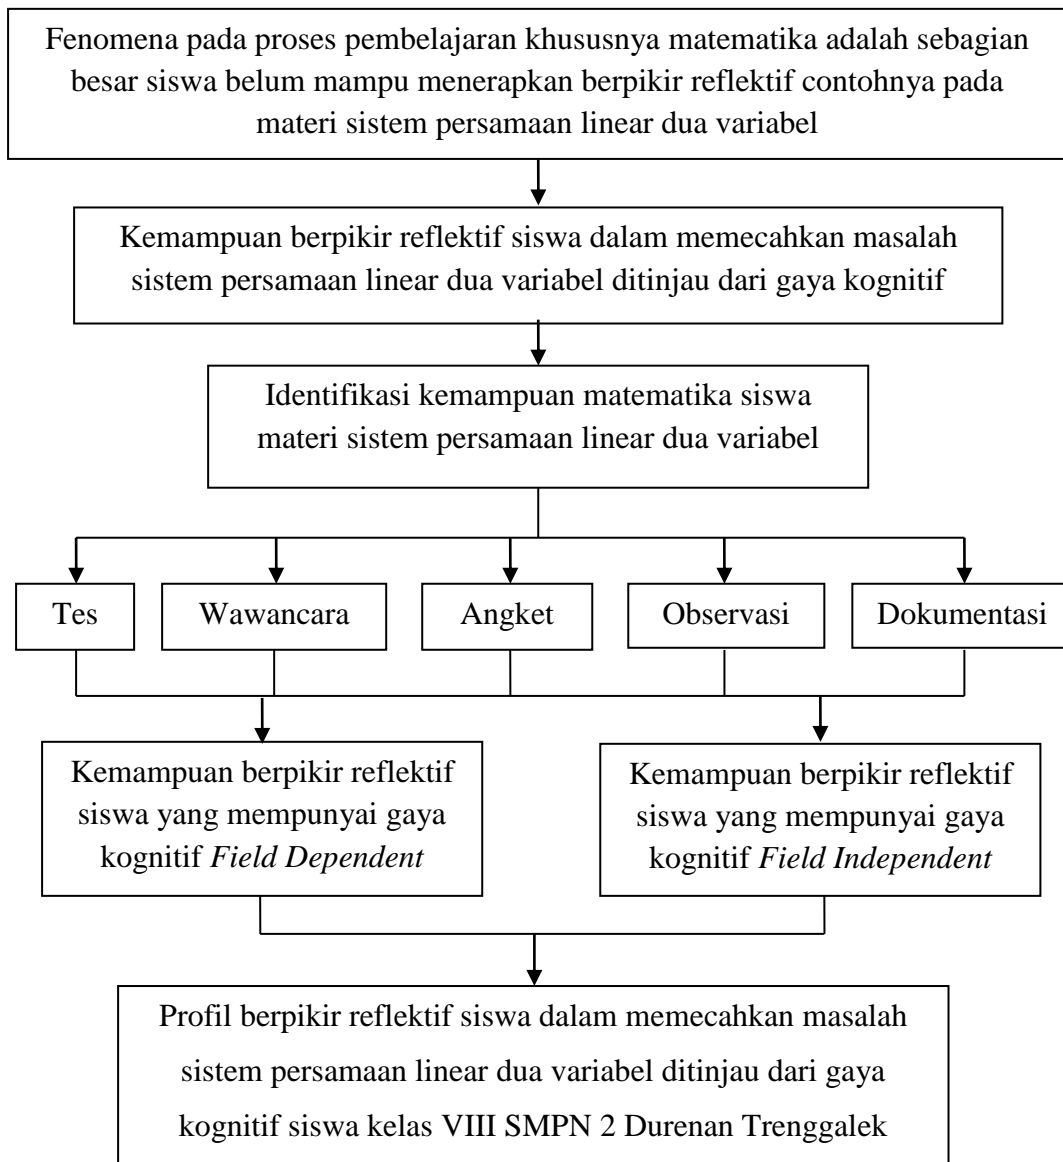 Fenomena pada proses pembelajaran khususnya matematika adalah sebagian
besar siswa belum mampu menerapkan berpikir reflektif contohnya pada
materi sistem persamaan linear dua variabel
Kemampuan berpikir reflektif siswa dalam memecahkan masalah
sistem persamaan linear dua variabel ditinjau dari gaya kognitif
Identifikasi kemampuan matematika siswa
materi sistem persamaan linear dua variabel
Tes
Wawancara
Angket
Observasi
Dokumentasi
Kemampuan berpikir reflektif
siswa yang mempunyai gaya
kognitif Field Dependent
Kemampuan berpikir reflektif
siswa yang mempunyai gaya
kognitif Field Independent
Profil berpikir reflektif siswa dalam memecahkan masalah
sistem persamaan linear dua variabel ditinjau dari gaya
kognitif siswa kelas VIII SMPN 2 Durenan Trenggalek